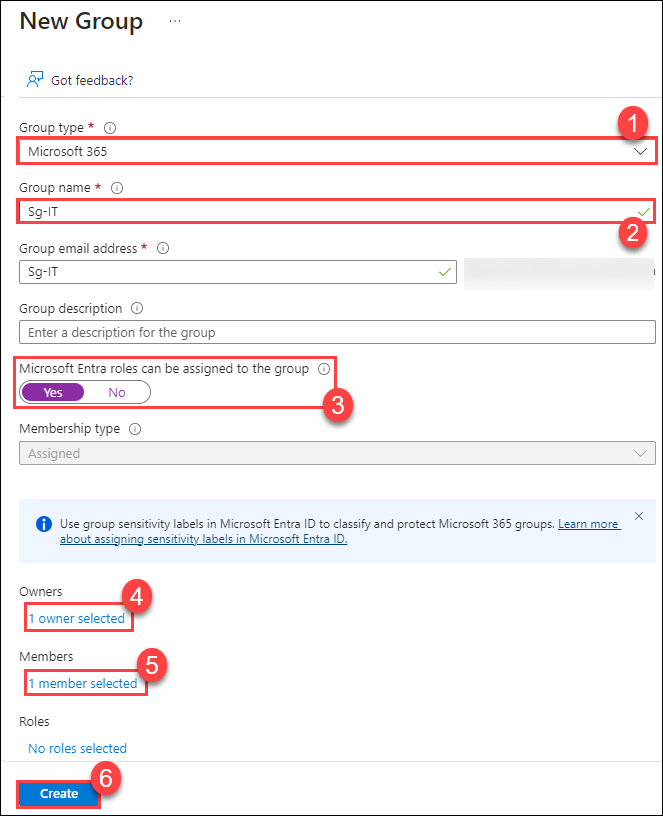 New Group ...
Got feedback?
1
Group type *
Microsoft 365
Group name *
Sg-IT
2
Group email address *
Sg-IT
Group description
Enter a description for the group
Microsoft Entra roles can be assigned to the group
Yes No
3
Membership type
Assigned
Use group sensitivity labels in Microsoft Entra ID to classify and protect Microsoft 365 groups. Learn more
about assigning sensitivity labels in Microsoft Entra ID.
Owners
4
1 owner selected
Members
5
1 member selected
Roles
No roles selected
6
Create